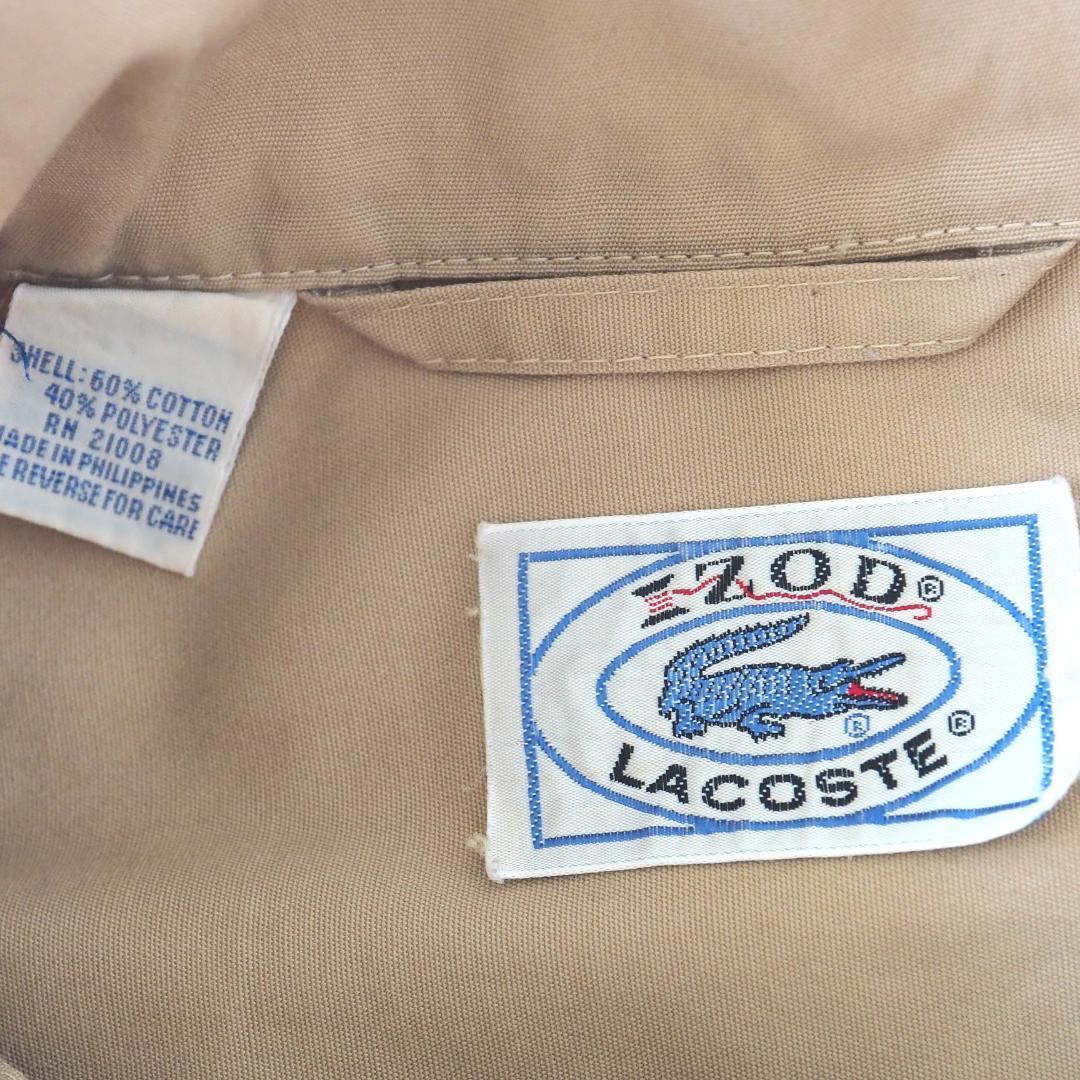 SHELL: 60% COTTON
40% POLYESTER
RN 21008
MADE IN PHILIPPINES
E REVERSE FOR CARE
IZOD®
®
LACOSTE®